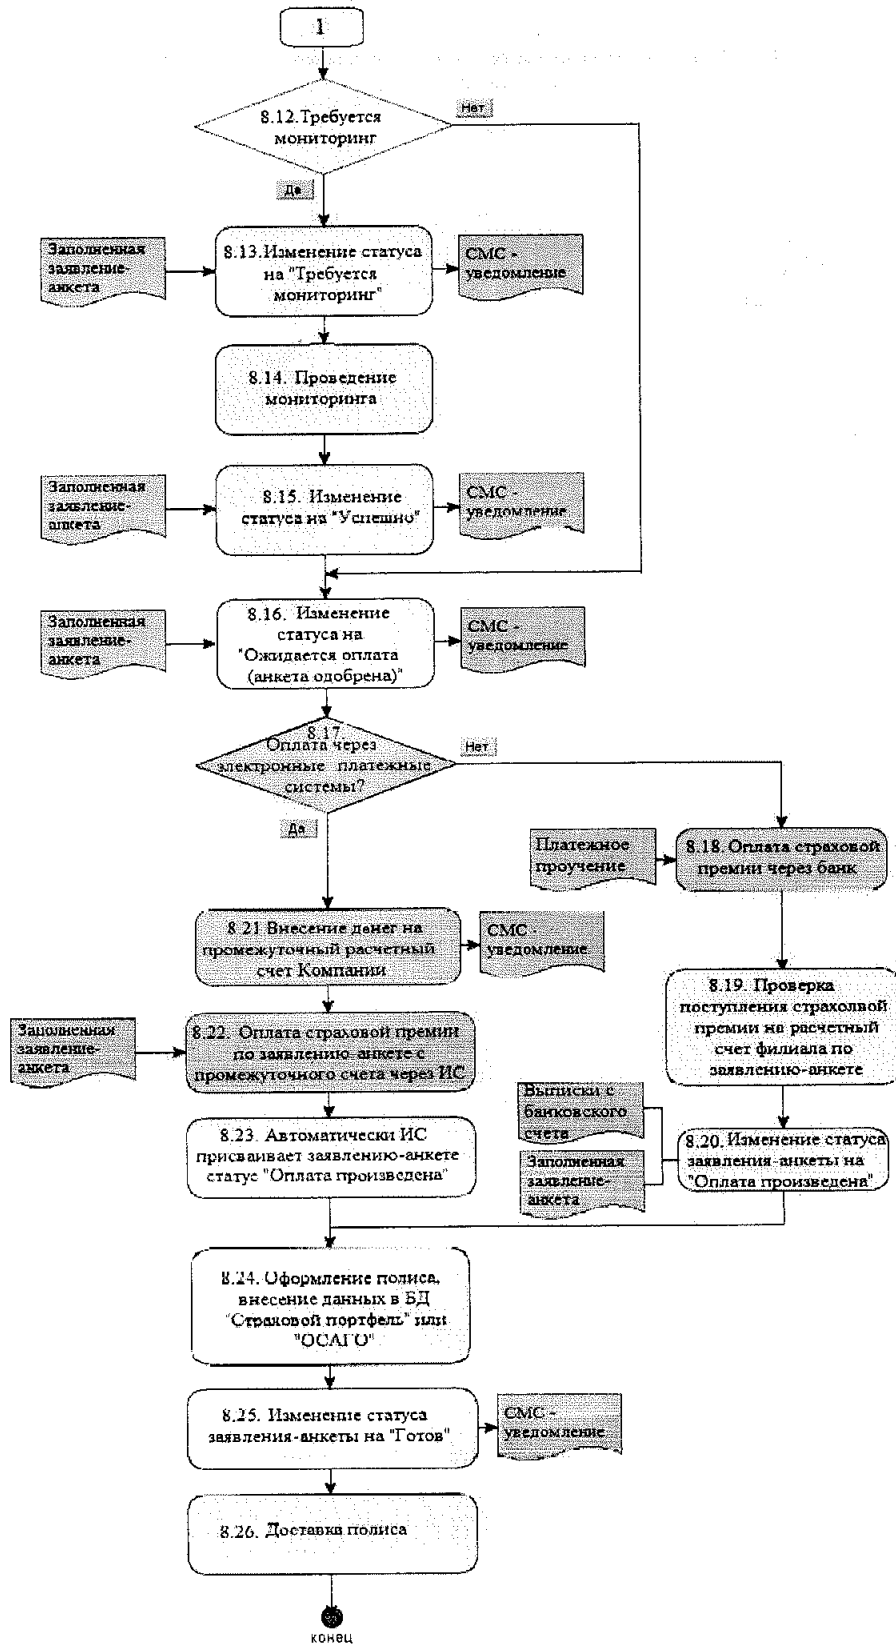 1
8.12.Требуется
мониторинг
Нет
Да
Заполненная
заявление-
анкета
8.13.Изменение статуса
на "Требуется
мониторинг"
СМС -
уведомление
8.14. Проведение
мониторинга
Заполненная
заявление-
анкета
8.15. Изменение
статуса на "Успешно"
СМС -
уведомление
Заполненная
заявление-
анкета
8.16. Изменение
статуса на
"Ожидается оплата
(анкета одобрена)"
СМС -
уведомление
8.17.
Оплата через
электронные платежные
системы?
Нет
Да
Платежное
проучение
8.18. Оплата страховой
премии через банк
8.21 Внесение денег на
промежуточный расчетный
счет Компании
СМС -
уведомление
8.19. Проверка
поступления страхолвой
премии на расчетный
счет филиала по
заявлению-анкете
Заполненная
заявление-
анкета
8.22. Оплата страховой премии
по заявлению-анкете с
промежуточного счета через ИС
Выписки с
банковского
счета
8.23. Автоматически ИС
присваивает заявлению-анкете
статус "Оплата произведена"
Заполненная
заявление-
анкета
8.20. Изменение статуса
заявления-анкеты на
"Оплата произведена"
8.24. Оформление полиса,
внесение данных в БД
"Страховой портфель" или
"ОСАГО"
8.25. Изменение статуса
заявления-анкеты на "Готов"
СМС -
уведомление
8.26. Доставка полиса
конец